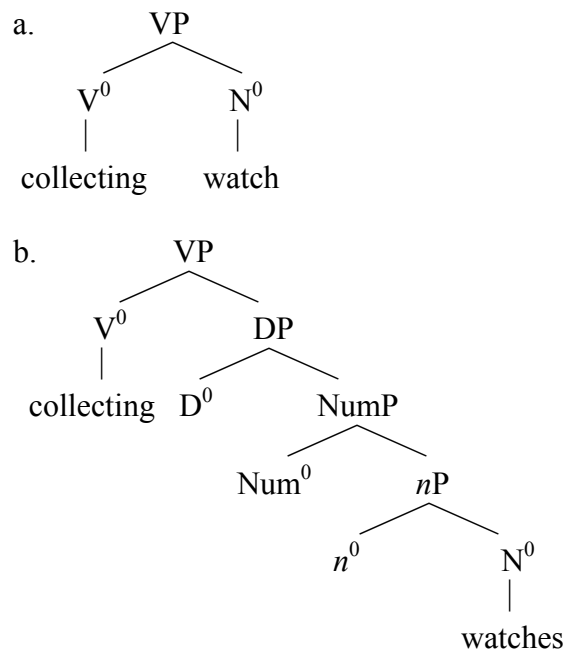 a.
VP
V⁰ N⁰
collecting watch
b.
VP
V⁰ DP
collecting D⁰ NumP
Num⁰ nP
n⁰ N⁰
watches